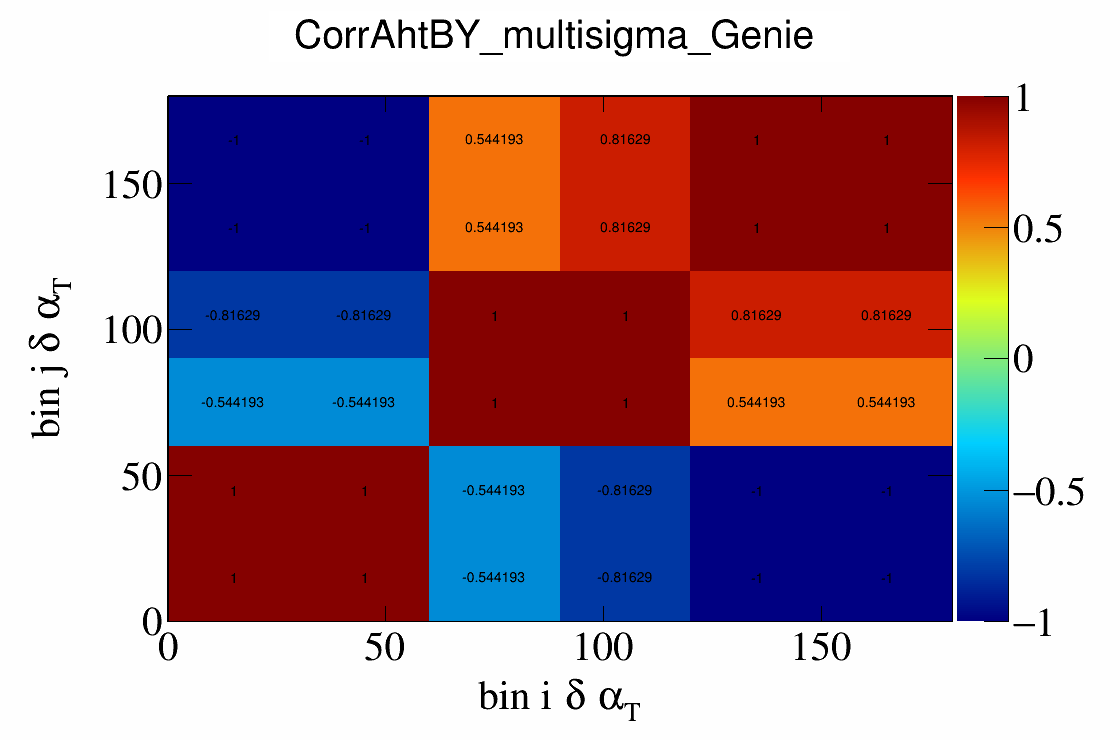 CorrAhtBY_multisigma_Genie
-1 -1 0.544193 0.81629 1 1
-1 -1 0.544193 0.81629 1 1
-0.81629 -0.81629 1 1 0.81629 0.81629
-0.544193 -0.544193 1 1 0.544193 0.544193
1 1 -0.544193 -0.81629 -1 -1
1 1 -0.544193 -0.81629 -1 -1
150
100
50
0
bin j δ αT
0 50 100 150
bin i δ αT
1
0.5
0
−0.5
−1